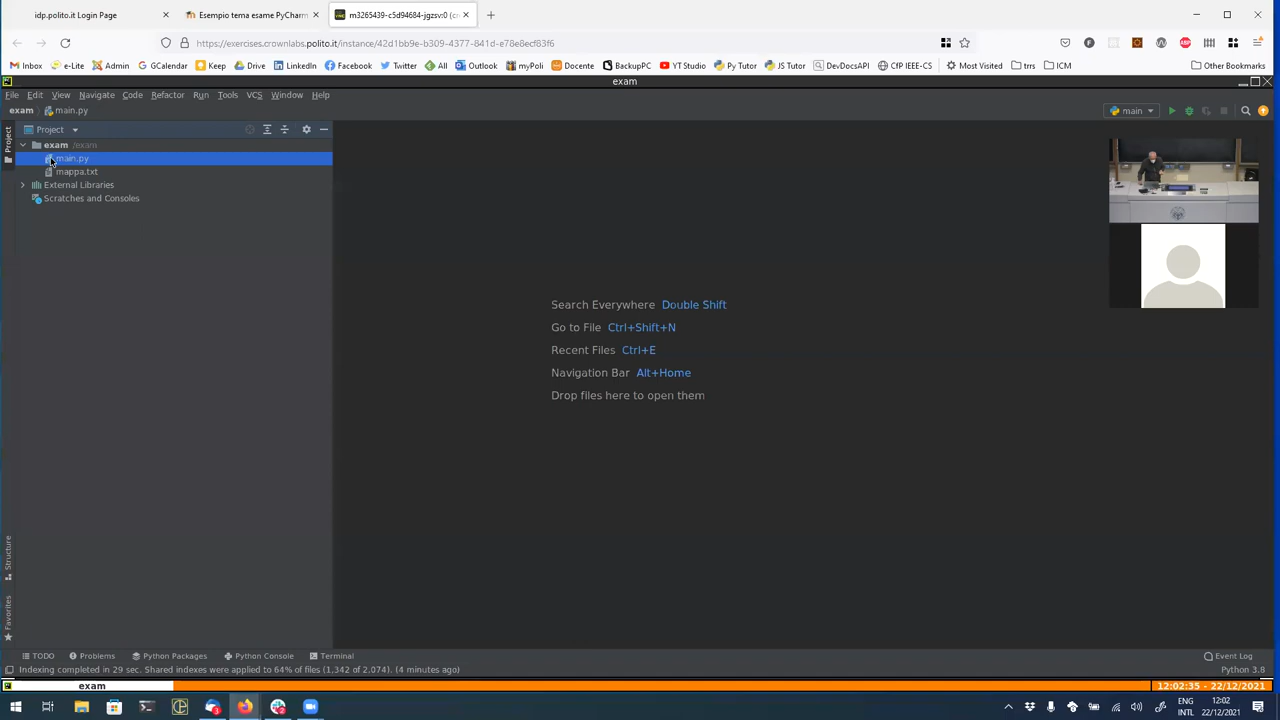 idp.polito.it Login Page
Esempio tema esame PyCharm
m3265439-c5d94684-jgzsv:0 (cr
https://exercises.crownlabs.polito.it/instance/42d1bb9e-b305-4377-841d-e78e8ecf83f6
Inbox e-Lite Admin GCalendar Keep Drive LinkedIn Facebook Twitter All Outlook myPoli Docente BackupPC YT Studio Py Tutor JS Tutor DevDocsAPI CfP IEEE-CS Most Visited trrs ICM Other Bookmarks
exam
File Edit View Navigate Code Refactor Run Tools VCS Window Help
exam main.py
main
Project
Project
exam /exam
main.py
mappa.txt
External Libraries
Scratches and Consoles
Search Everywhere Double Shift
Go to File Ctrl+Shift+N
Recent Files Ctrl+E
Navigation Bar Alt+Home
Drop files here to open them
Structure
Favorites
TODO Problems Python Packages Python Console Terminal Event Log
Indexing completed in 29 sec. Shared indexes were applied to 64% of files (1,342 of 2,074). (4 minutes ago) Python 3.8
exam 12:02:35 - 22/12/2021
ENG 12:02
INTL 22/12/2021